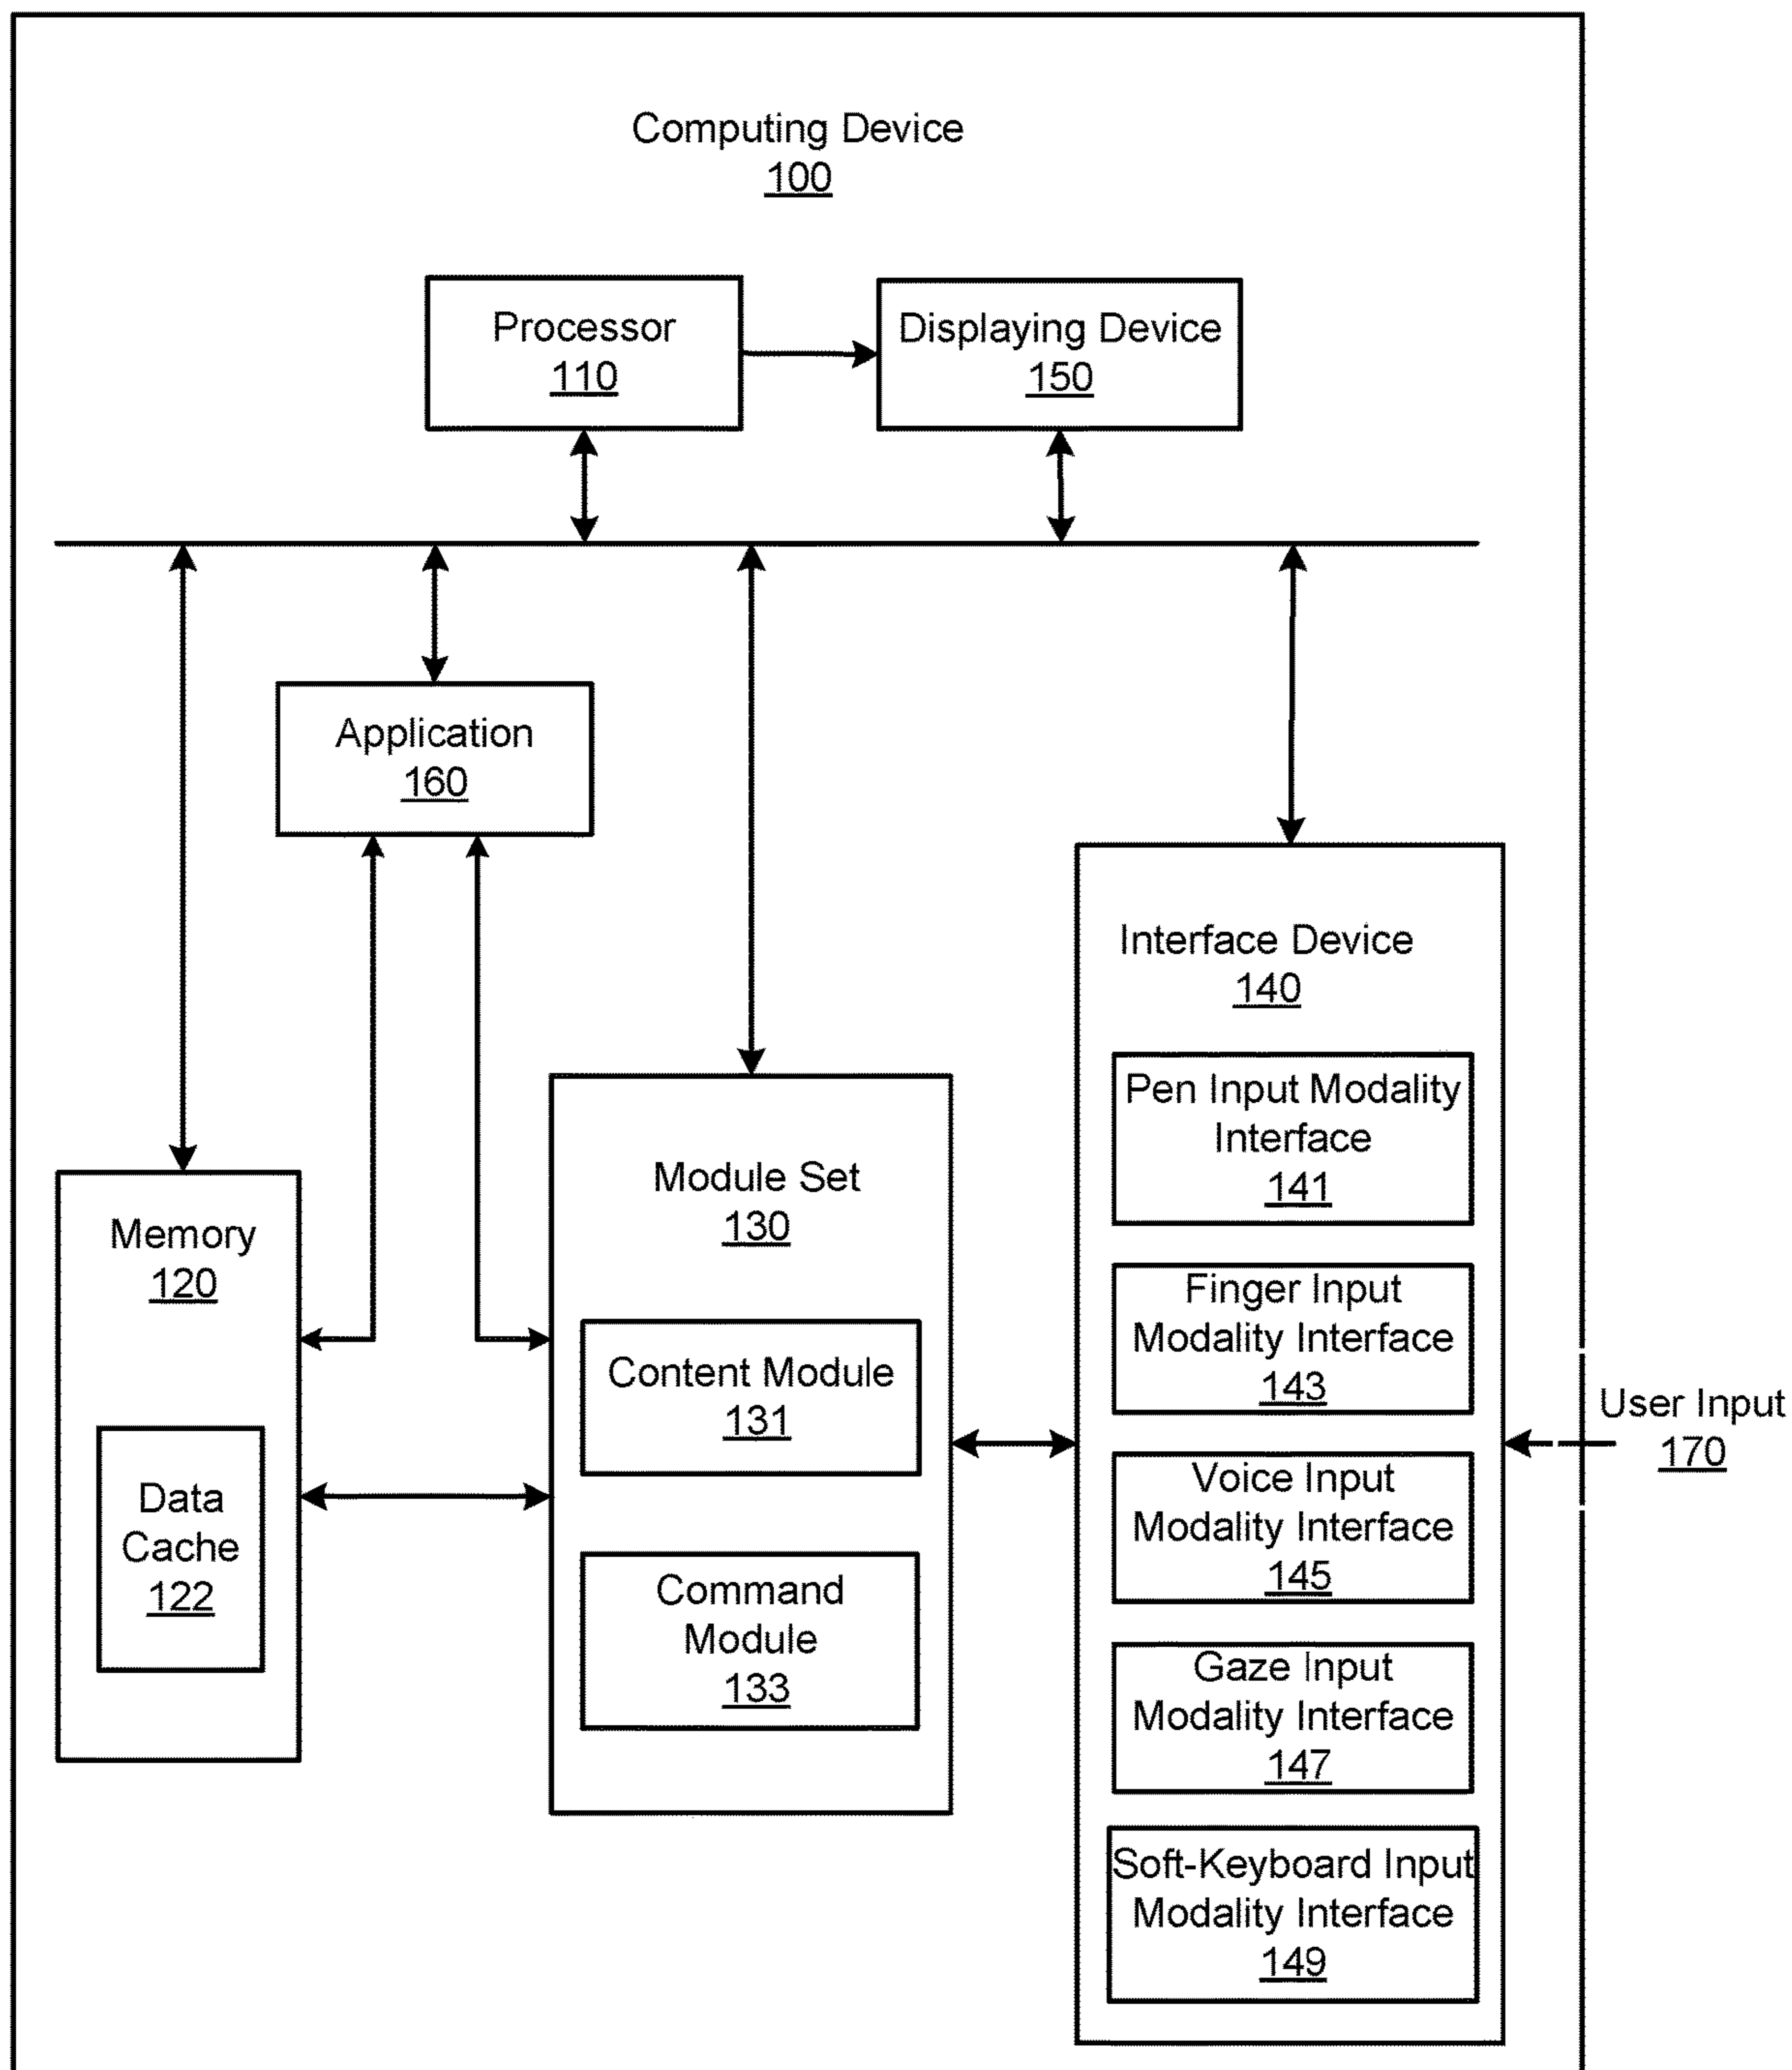 Computing Device
100
Processor
110
Displaying Device
150
Application
160
Interface Device
140
Pen Input Modality
Interface
141
Module Set
130
Memory
120
Finger Input
Modality Interface
143
Content Module
131
User Input
170
Voice Input
Modality Interface
145
Data
Cache
122
Command
Module
133
Gaze Input
Modality Interface
147
Soft-Keyboard Input
Modality Interface
149